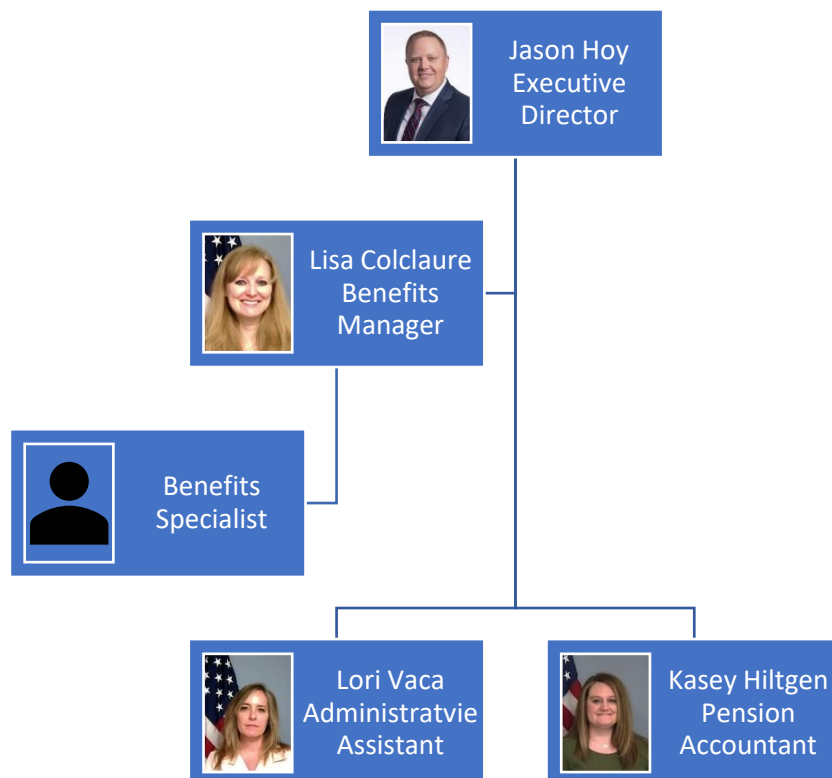 Jason Hoy
Executive
Director
Lisa Colclaure
Benefits
Manager
Benefits
Specialist
Lori Vaca
Administratvie
Assistant
Kasey Hiltgen
Pension
Accountant